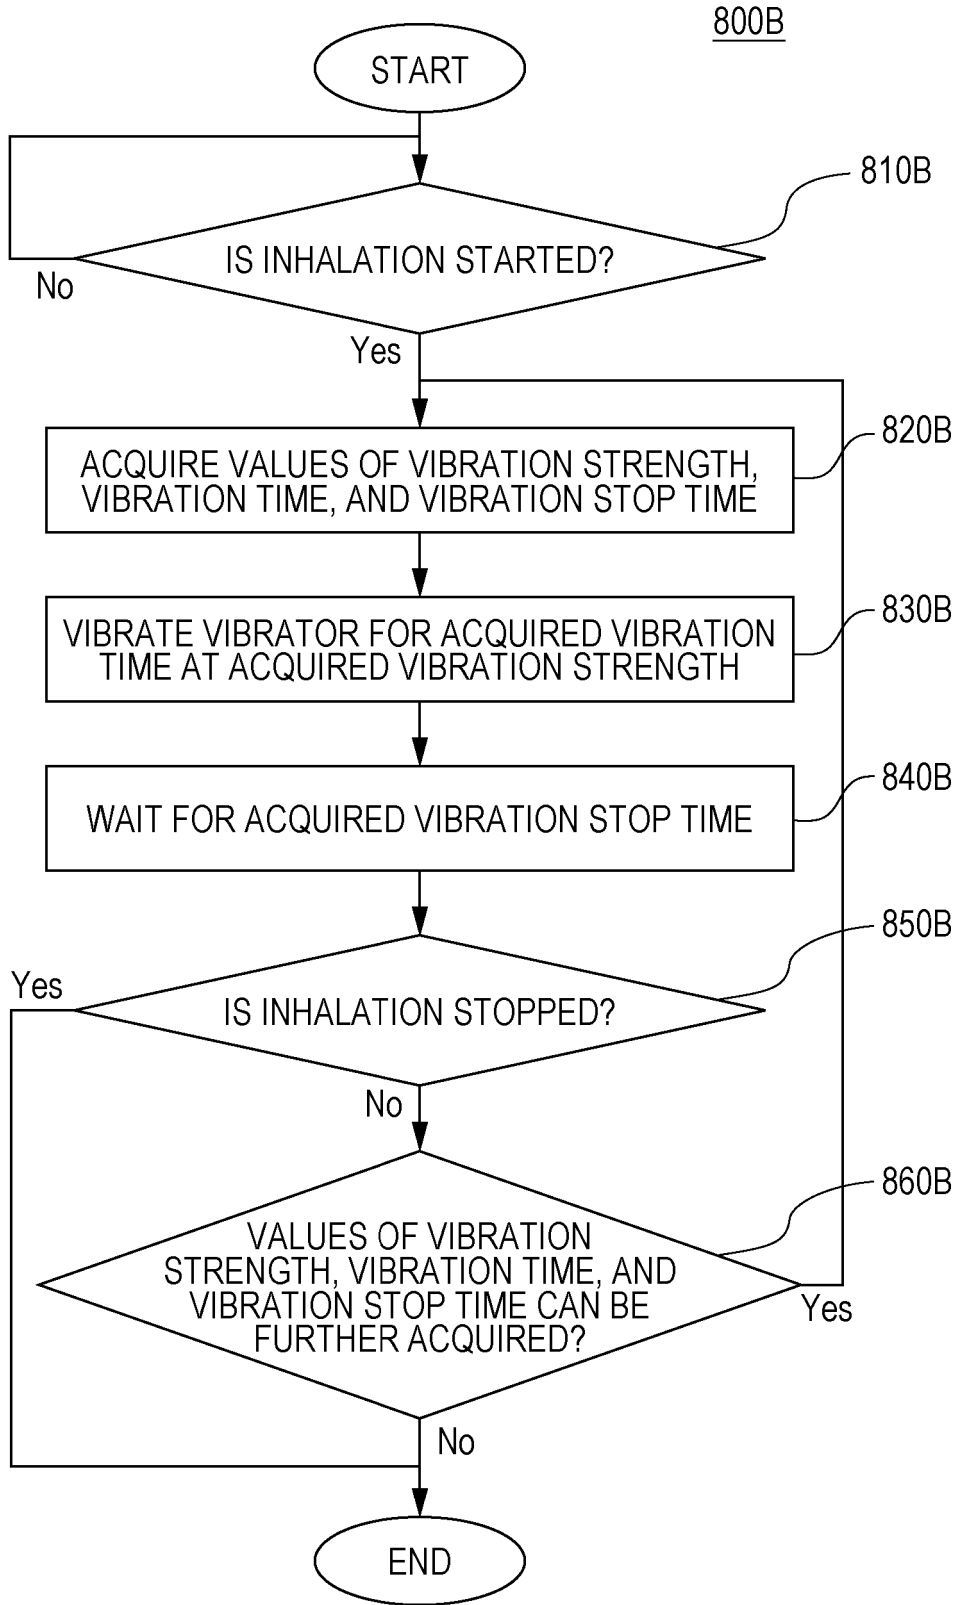 800B
START
810B
IS INHALATION STARTED?
No
Yes
820B
ACQUIRE VALUES OF VIBRATION STRENGTH,
VIBRATION TIME, AND VIBRATION STOP TIME
830B
VIBRATE VIBRATOR FOR ACQUIRED VIBRATION
TIME AT ACQUIRED VIBRATION STRENGTH
840B
WAIT FOR ACQUIRED VIBRATION STOP TIME
850B
Yes
IS INHALATION STOPPED?
No
860B
VALUES OF VIBRATION
STRENGTH, VIBRATION TIME, AND
VIBRATION STOP TIME CAN BE
FURTHER ACQUIRED?
Yes
No
END